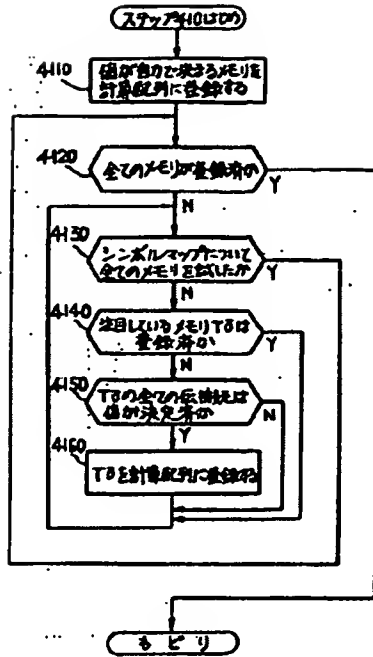 ステップ410はじめ
4110
値が自力で決まるメモリを
計算配列に登録する
4120
全てのメモリが登録済か
Y
N
4130
シンボルマップについて
全てのメモリを試したか
Y
N
4140
注目しているメモリTBは
登録済か
Y
N
4150
TBの全ての伝播元は
値が決定済か
N
Y
4160
TBを計算配列に登録する
もどり